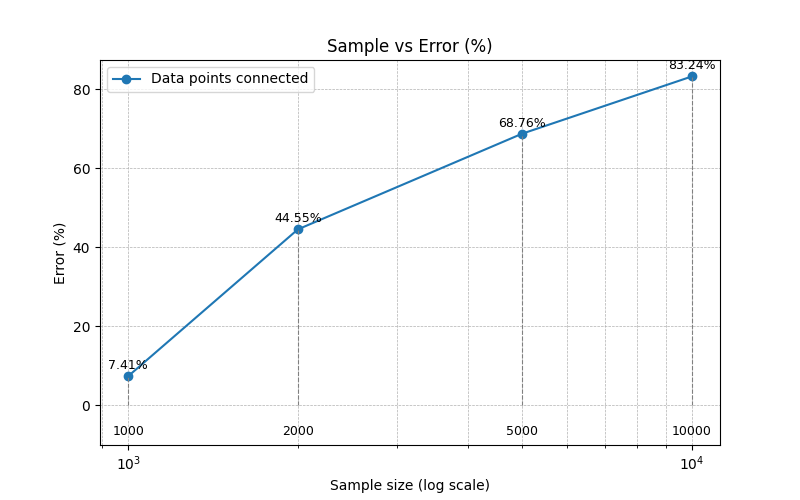 Sample vs Error (%)
Data points connected
83.24%
80
68.76%
60
44.55%
40
20
7.41%
0
Error (%)
1000 2000 5000 10000
10³ 10⁴
Sample size (log scale)